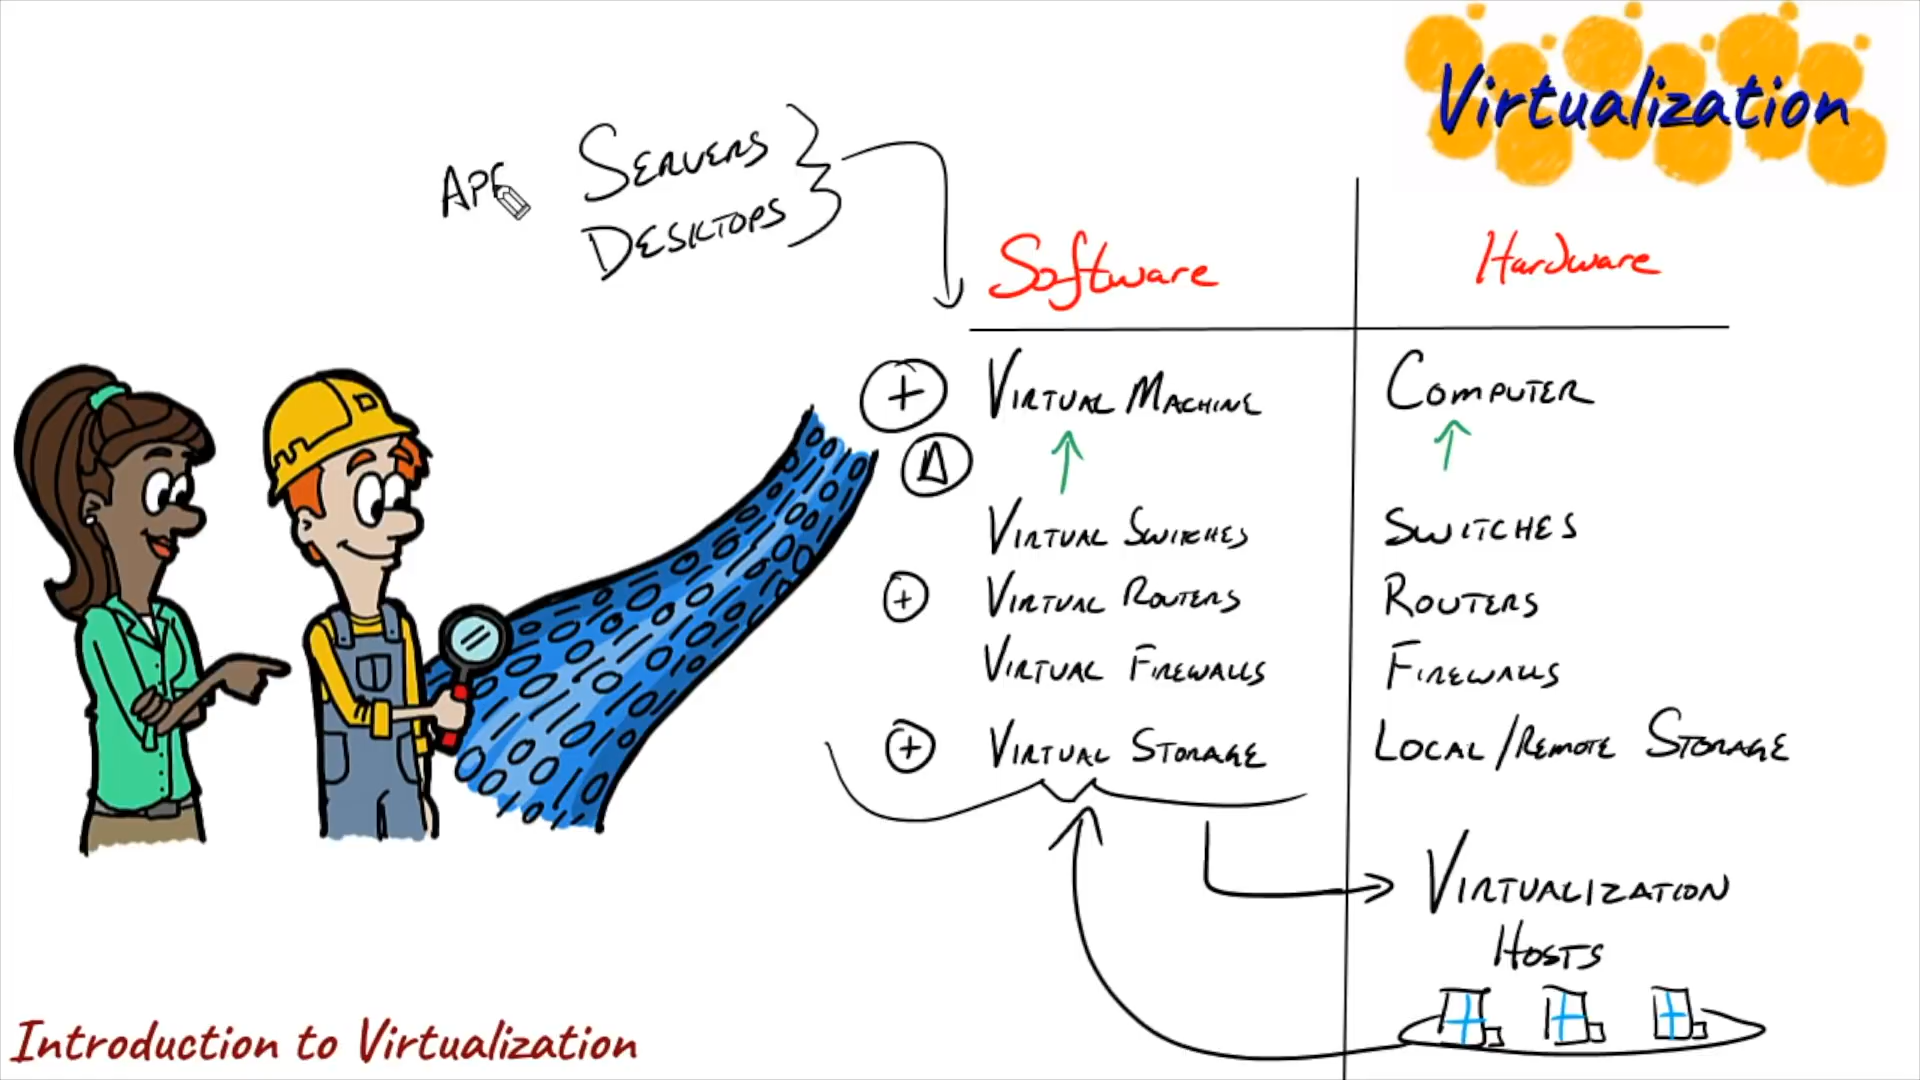 Virtualization
Servers
Desktops
Software
Hardware
Virtual Machine
Computer
Virtual Switches
Switches
Virtual Routers
Routers
Virtual Firewalls
Firewalls
Virtual Storage
Local/Remote Storage
Virtualization
Hosts
Introduction to Virtualization